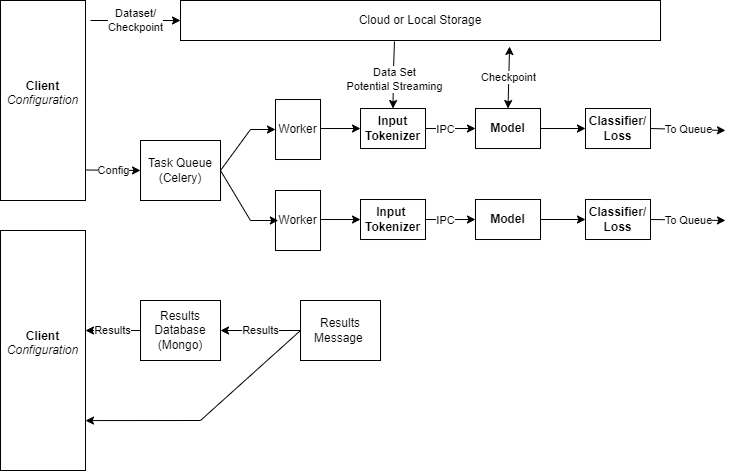 Dataset/
Checkpoint
Cloud or Local Storage
Client
Configuration
Data Set
Potential Streaming
Checkpoint
Worker
Input
Tokenizer
IPC
Model
Classifier/
Loss
To Queue
Config
Task Queue
(Celery)
Worker
Input
Tokenizer
IPC
Model
Classifier/
Loss
To Queue
Client
Configuration
Results
Results
Database
(Mongo)
Results
Results
Message